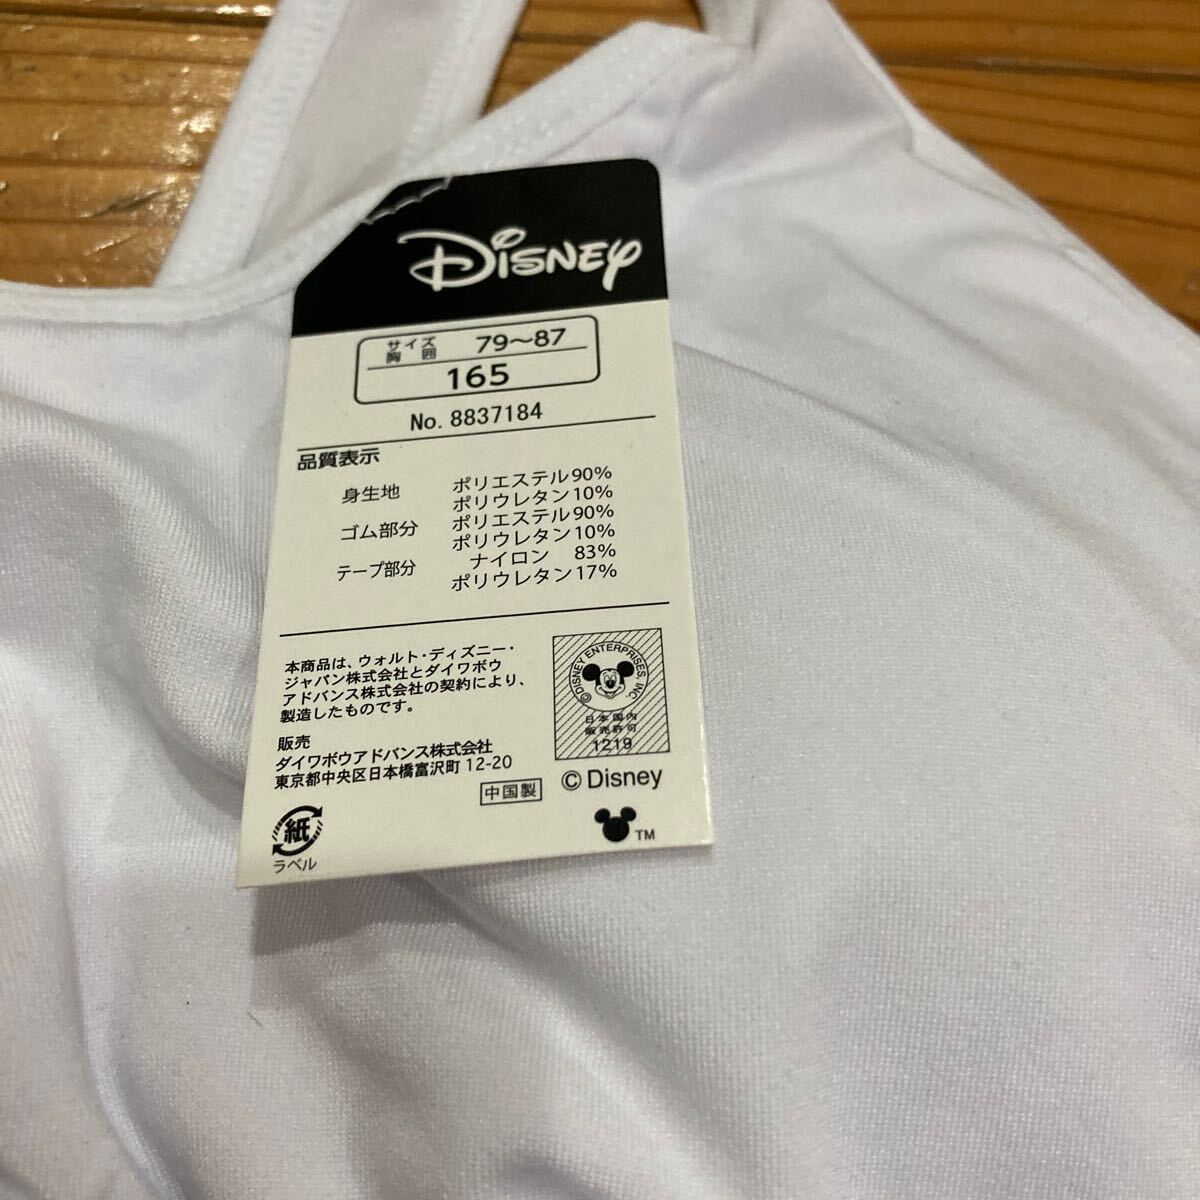 Disney
サイズ
胸囲 79～87
165
No. 8837184
品質表示
身生地 ポリエステル90%
ポリウレタン10%
ゴム部分 ポリエステル90%
ポリウレタン10%
テープ部分 ナイロン 83%
ポリウレタン17%
本商品は、ウォルト・ディズニー・
ジャパン株式会社とダイワボウ
アドバンス株式会社の契約により、
製造したものです。
販売
ダイワボウアドバンス株式会社
東京都中央区日本橋富沢町 12-20
中国製
紙
ラベル
©DISNEY ENTERPRISES, INC.
日本国内
販売許可
1219
© Disney
TM